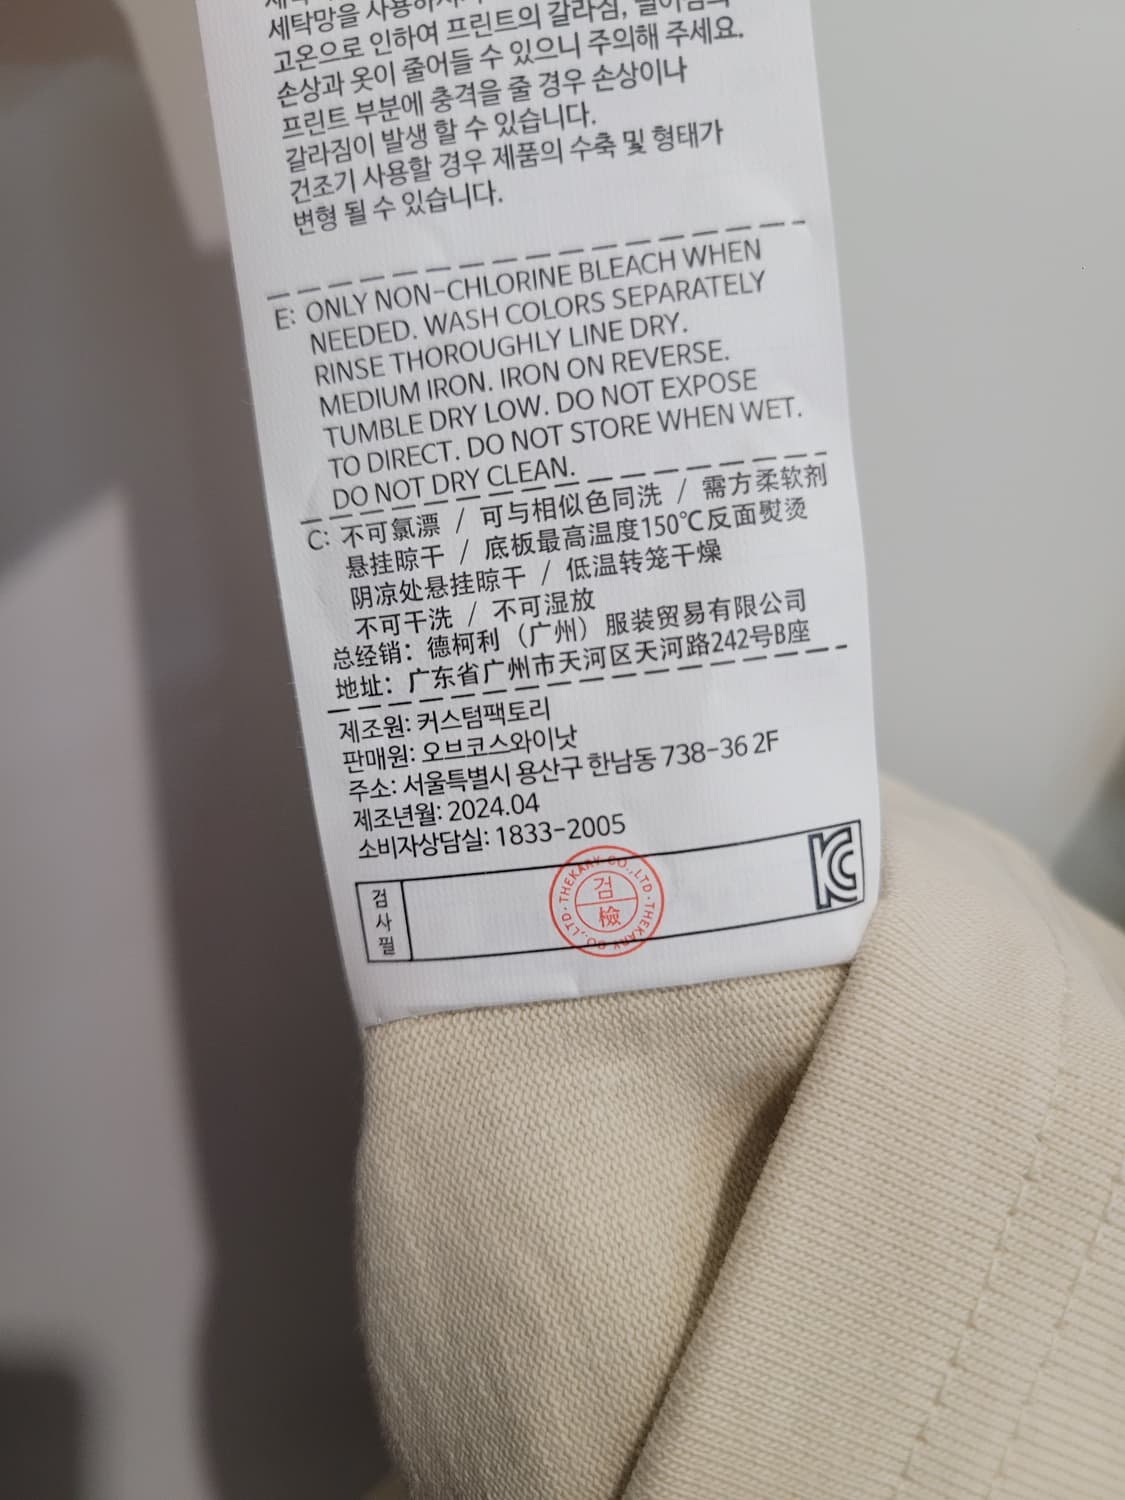 세탁망을 사용하
고온으로 인하여 프린트의 갈라짐,
손상과 옷이 줄어들 수 있으니 주의해 주세요.
프린트 부분에 충격을 줄 경우 손상이나
갈라짐이 발생 할 수 있습니다.
건조기 사용할 경우 제품의 수축 및 형태가
변형 될 수 있습니다.
E: ONLY NON-CHLORINE BLEACH WHEN
NEEDED. WASH COLORS SEPARATELY
RINSE THOROUGHLY LINE DRY.
MEDIUM IRON. IRON ON REVERSE.
TUMBLE DRY LOW. DO NOT EXPOSE
TO DIRECT. DO NOT STORE WHEN WET.
DO NOT DRY CLEAN.
C: 不可氯漂 / 可与相似色同洗 / 需方柔软剂
悬挂晾干 / 底板最高温度150℃反面熨烫
阴凉处悬挂晾干 / 低温转笼干燥
不可干洗 / 不可湿放
总经销：德柯利（广州）服装贸易有限公司
地址：广东省广州市天河区天河路242号B座
제조원: 커스텀팩토리
판매원: 오브코스와이낫
주소: 서울특별시 용산구 한남동 738-36 2F
제조년월: 2024.04
소비자상담실: 1833-2005
검사필
THEKARY CO.,LTD · THEKARY CO.,LTD ·
검
檢
KC